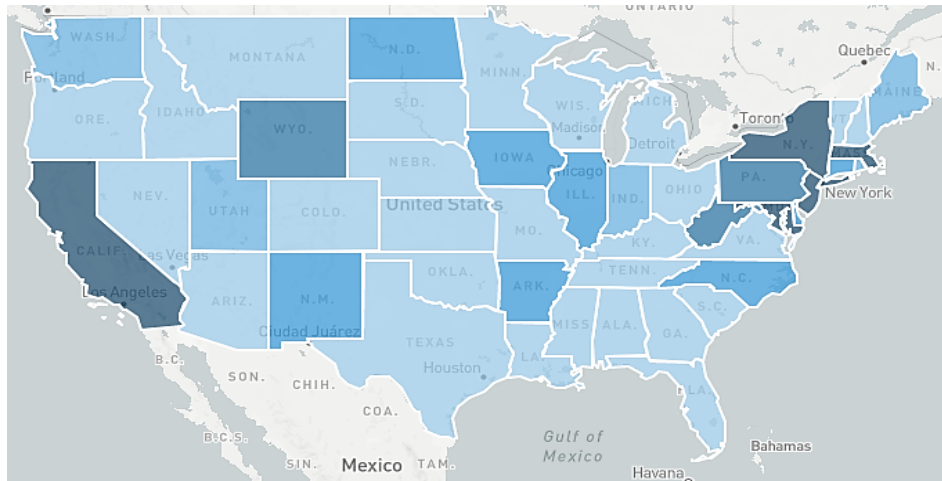 ONTARIO
WASH.
MONTANA
N.D.
MINN.
Quebec
N.
Portland
MAINE
ORE.
IDAHO
S.D.
WIS.
MICH.
VT
Toronto
WYO.
Madison
Detroit
N.Y.
MASS
NEBR.
IOWA
Chicago
NEV.
UTAH
COLO.
United States
ILL.
IND.
OHIO
PA.
New York
CALIF
Las Vegas
MO.
KY.
VA.
Los Angeles
ARIZ.
N.M.
OKLA.
ARK.
TENN.
N.C.
S.C.
Ciudad Juárez
TEXAS
MISS
ALA.
GA.
B.C.
SON.
CHIH.
Houston
LA.
LA.
COA.
B.C.S.
Gulf of
Mexico
Bahamas
SIN.
Mexico
TAM.
Havana